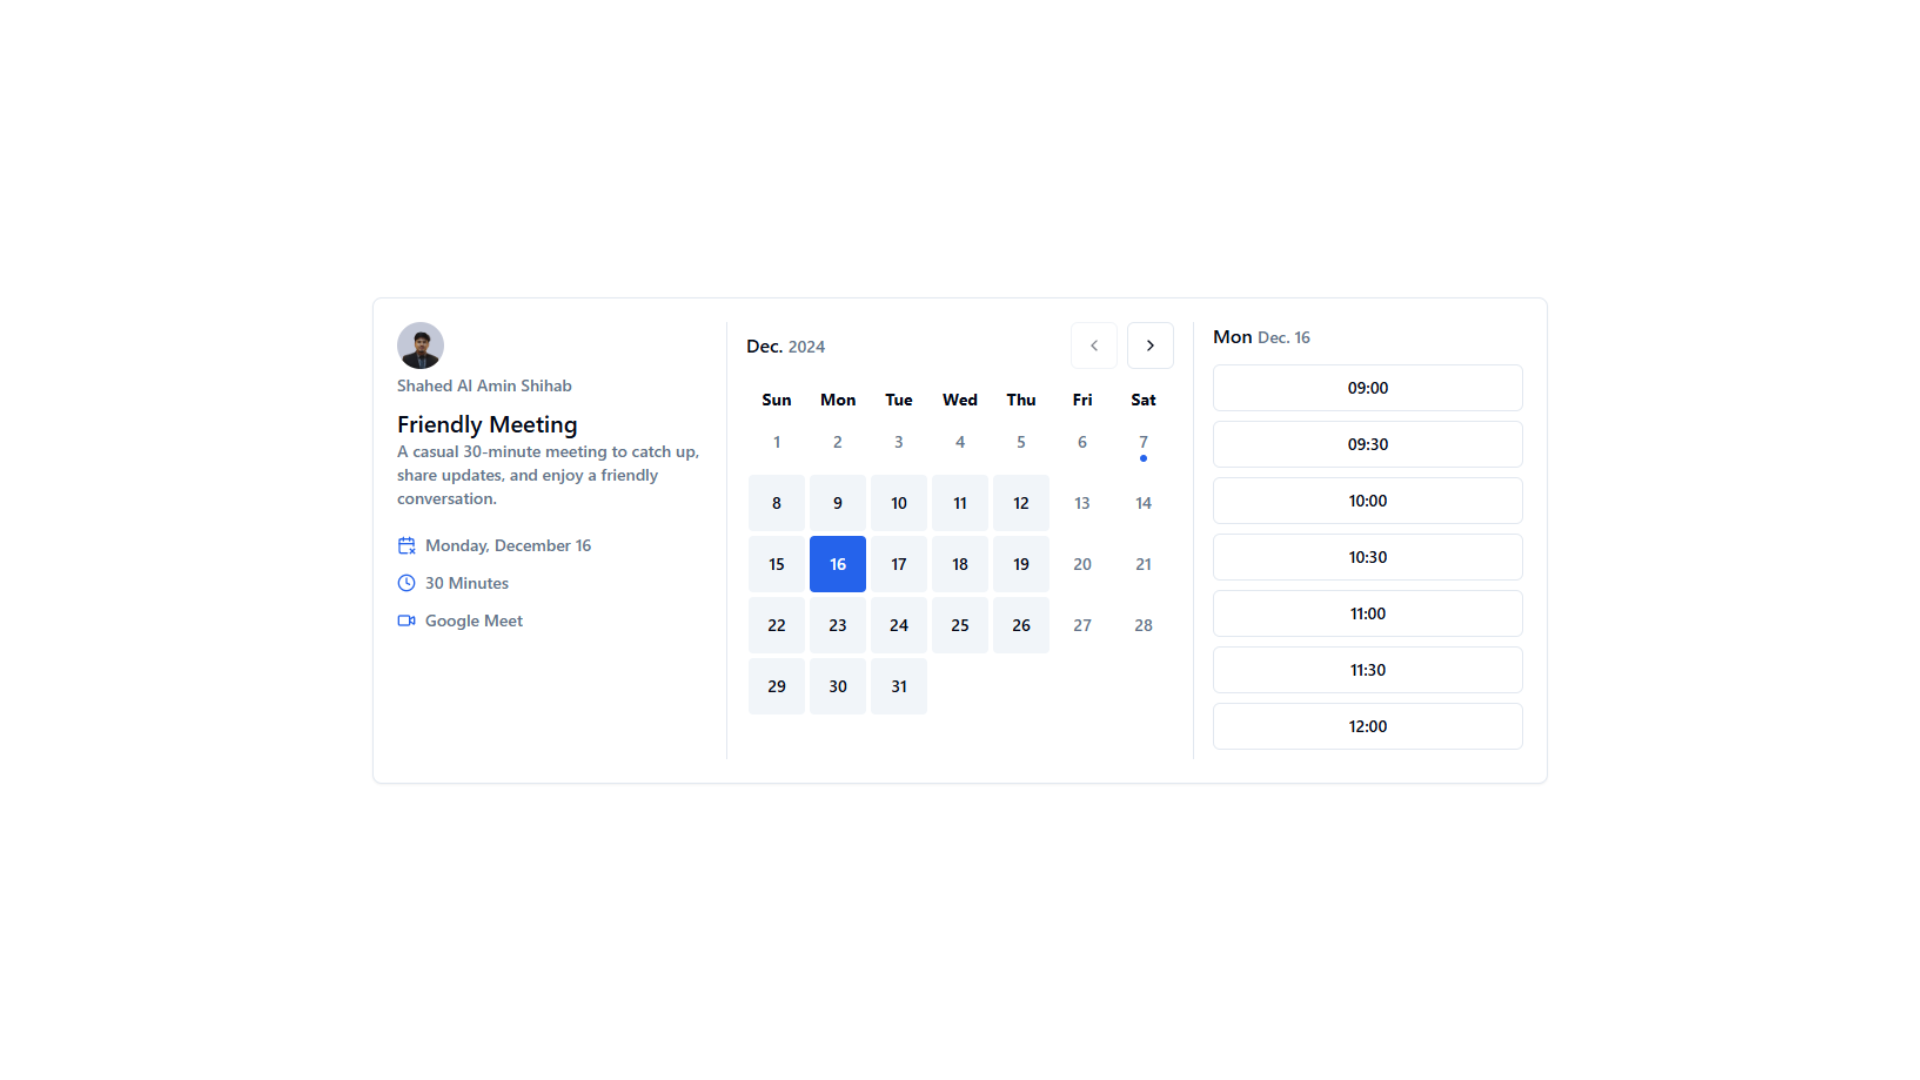 Shahed Al Amin Shihab
Friendly Meeting
A casual 30-minute meeting to catch up,
share updates, and enjoy a friendly
conversation.
Monday, December 16
30 Minutes
Google Meet
Dec. 2024
Sun Mon Tue Wed Thu Fri Sat
1 2 3 4 5 6 7
8 9 10 11 12 13 14
15 16 17 18 19 20 21
22 23 24 25 26 27 28
29 30 31
Mon Dec. 16
09:00
09:30
10:00
10:30
11:00
11:30
12:00